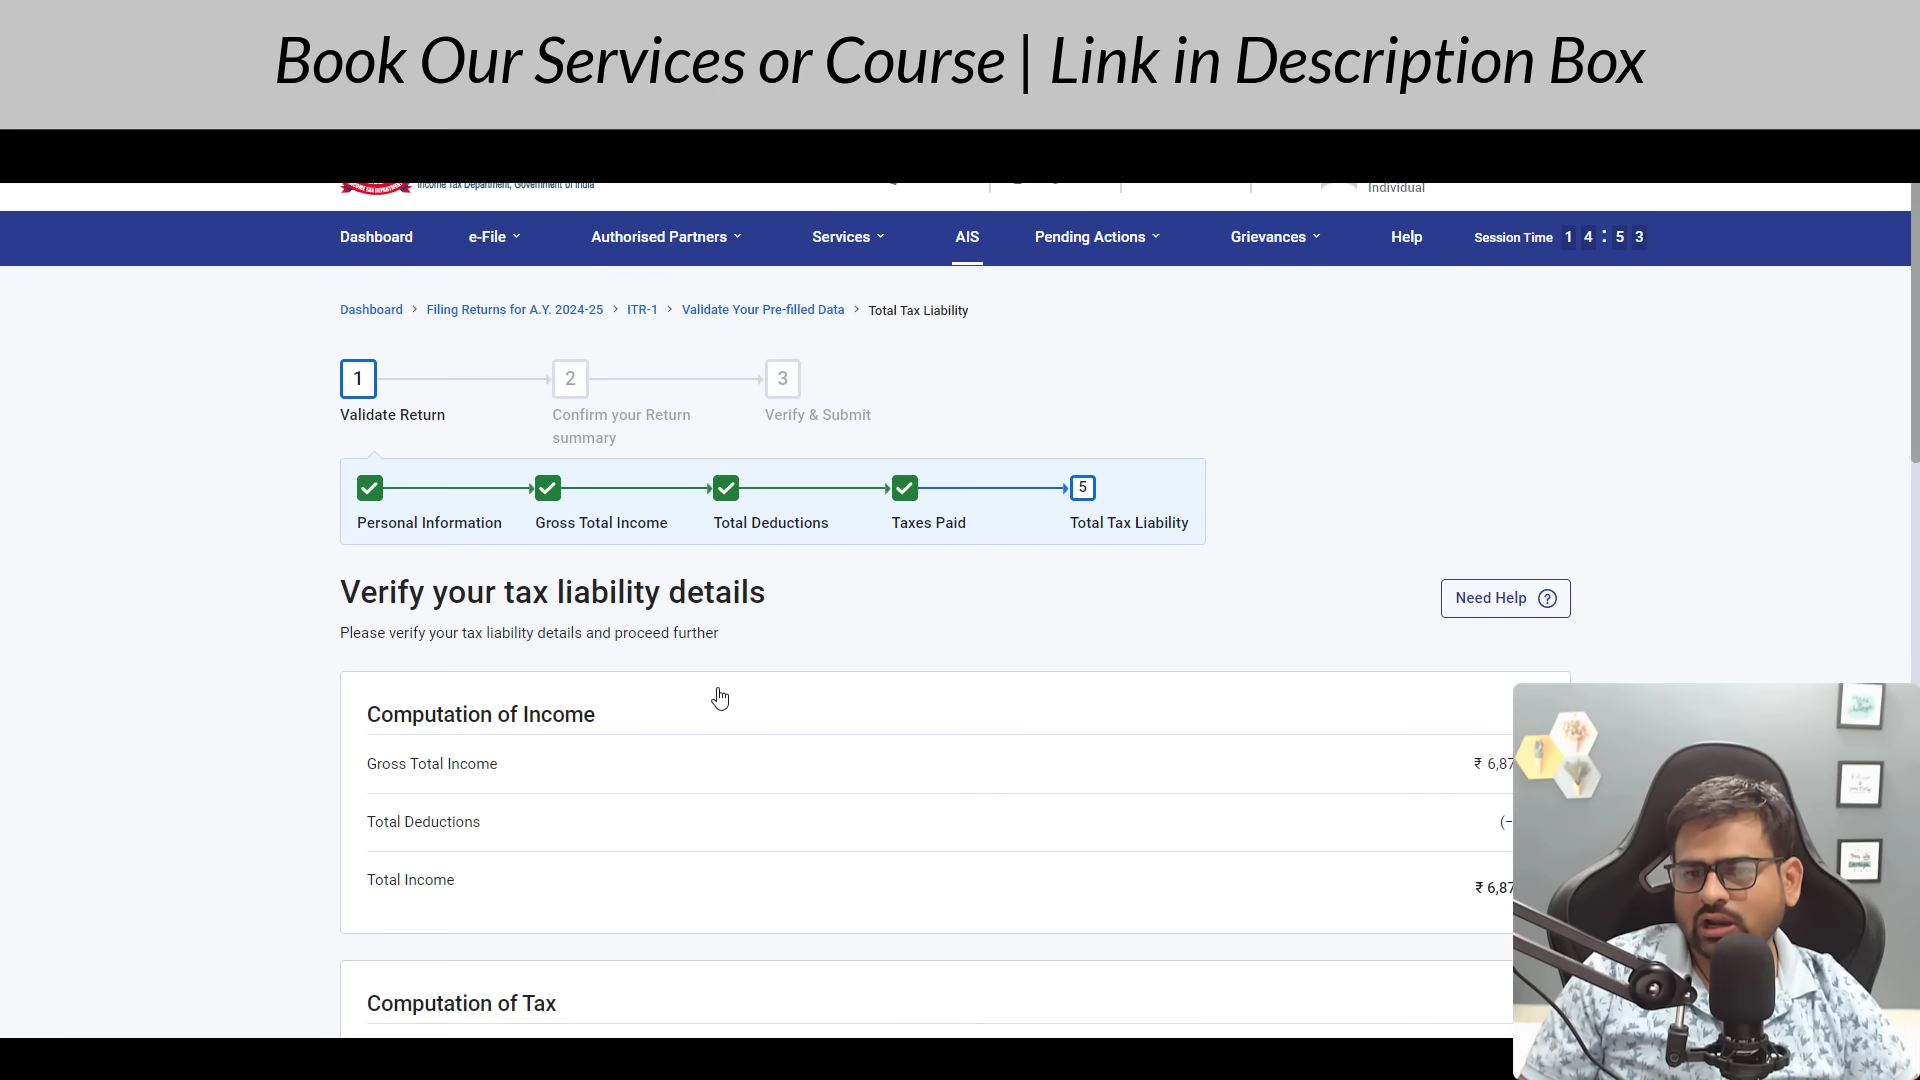 Book Our Services or Course | Link in Description Box
Income Tax Department, Government of India
Individual
Dashboard e-File Authorised Partners Services AIS Pending Actions Grievances Help Session Time 1 4 : 5 3
Dashboard > Filing Returns for A.Y. 2024-25 > ITR-1 > Validate Your Pre-filled Data > Total Tax Liability
1 2 3
Validate Return Confirm your Return summary Verify & Submit
5
Personal Information Gross Total Income Total Deductions Taxes Paid Total Tax Liability
Verify your tax liability details
Need Help ?
Please verify your tax liability details and proceed further
Computation of Income
Gross Total Income ₹ 6,87
Total Deductions (-
Total Income ₹ 6,87
Computation of Tax